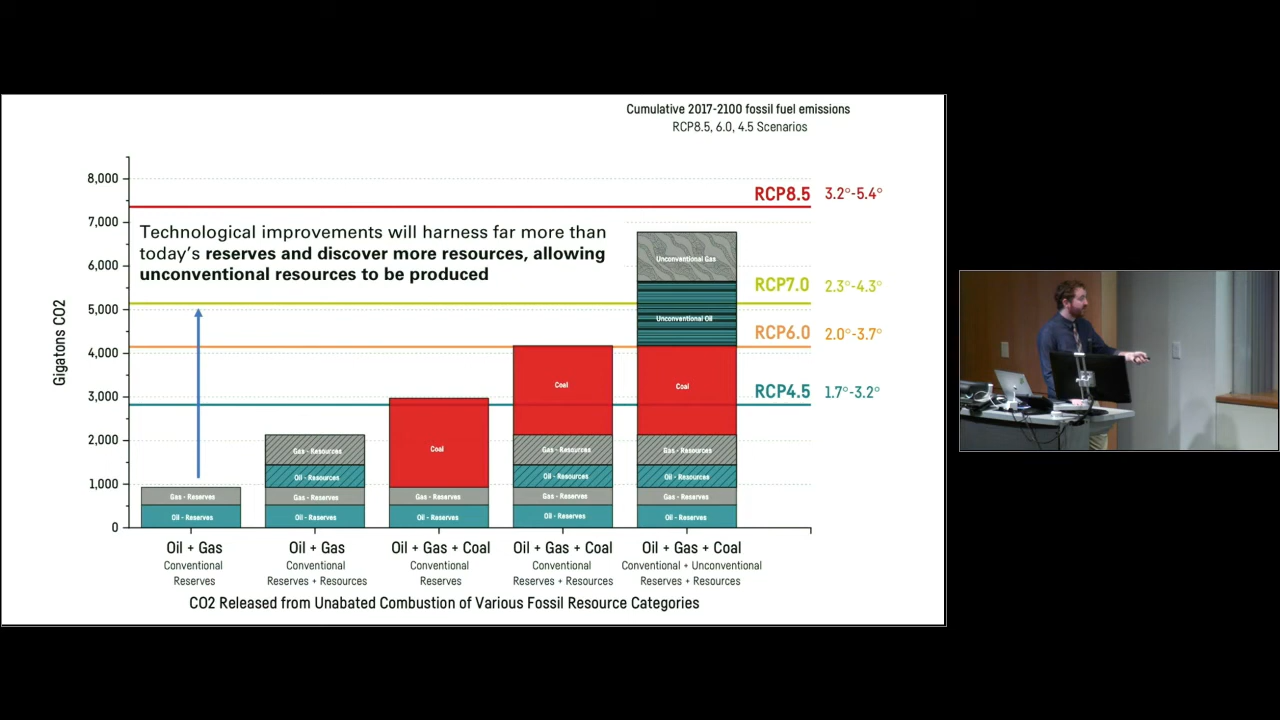 Cumulative 2017-2100 fossil fuel emissions
RCP8.5, 6.0, 4.5 Scenarios
8,000
7,000
6,000
5,000
4,000
3,000
2,000
1,000
0
Gigatons CO2
RCP8.5 3.2°-5.4°
RCP7.0 2.3°-4.3°
RCP6.0 2.0°-3.7°
RCP4.5 1.7°-3.2°
Technological improvements will harness far more than
today's reserves and discover more resources, allowing
unconventional resources to be produced
Gas - Reserves
Oil - Reserves
Gas - Resources
Oil - Resources
Gas - Reserves
Oil - Reserves
Coal
Gas - Reserves
Oil - Reserves
Coal
Gas - Resources
Oil - Resources
Gas - Reserves
Oil - Reserves
Unconventional Gas
Unconventional Oil
Coal
Gas - Resources
Oil - Resources
Gas - Reserves
Oil - Reserves
Oil + Gas
Conventional
Reserves
Oil + Gas
Conventional
Reserves + Resources
Oil + Gas + Coal
Conventional
Reserves
Oil + Gas + Coal
Conventional
Reserves + Resources
Oil + Gas + Coal
Conventional + Unconventional
Reserves + Resources
CO2 Released from Unabated Combustion of Various Fossil Resource Categories